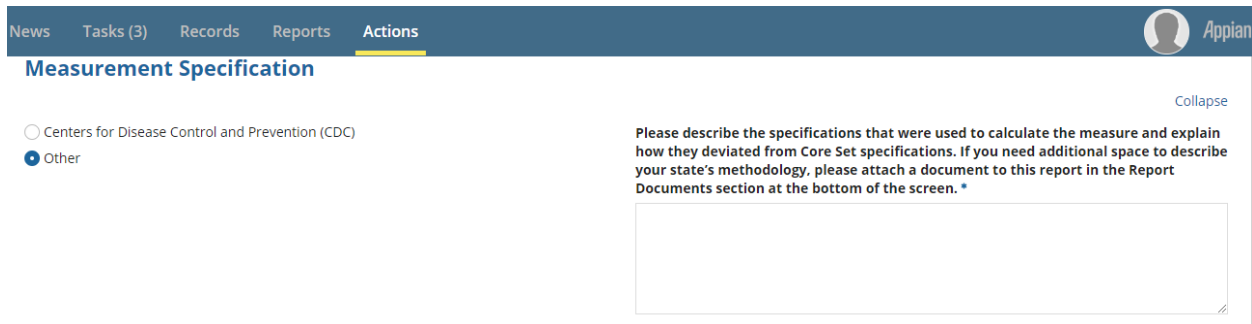 News Tasks (3) Records Reports Actions Appian
Measurement Specification
Collapse
Centers for Disease Control and Prevention (CDC)
Other
Please describe the specifications that were used to calculate the measure and explain
how they deviated from Core Set specifications. If you need additional space to describe
your state's methodology, please attach a document to this report in the Report
Documents section at the bottom of the screen. *